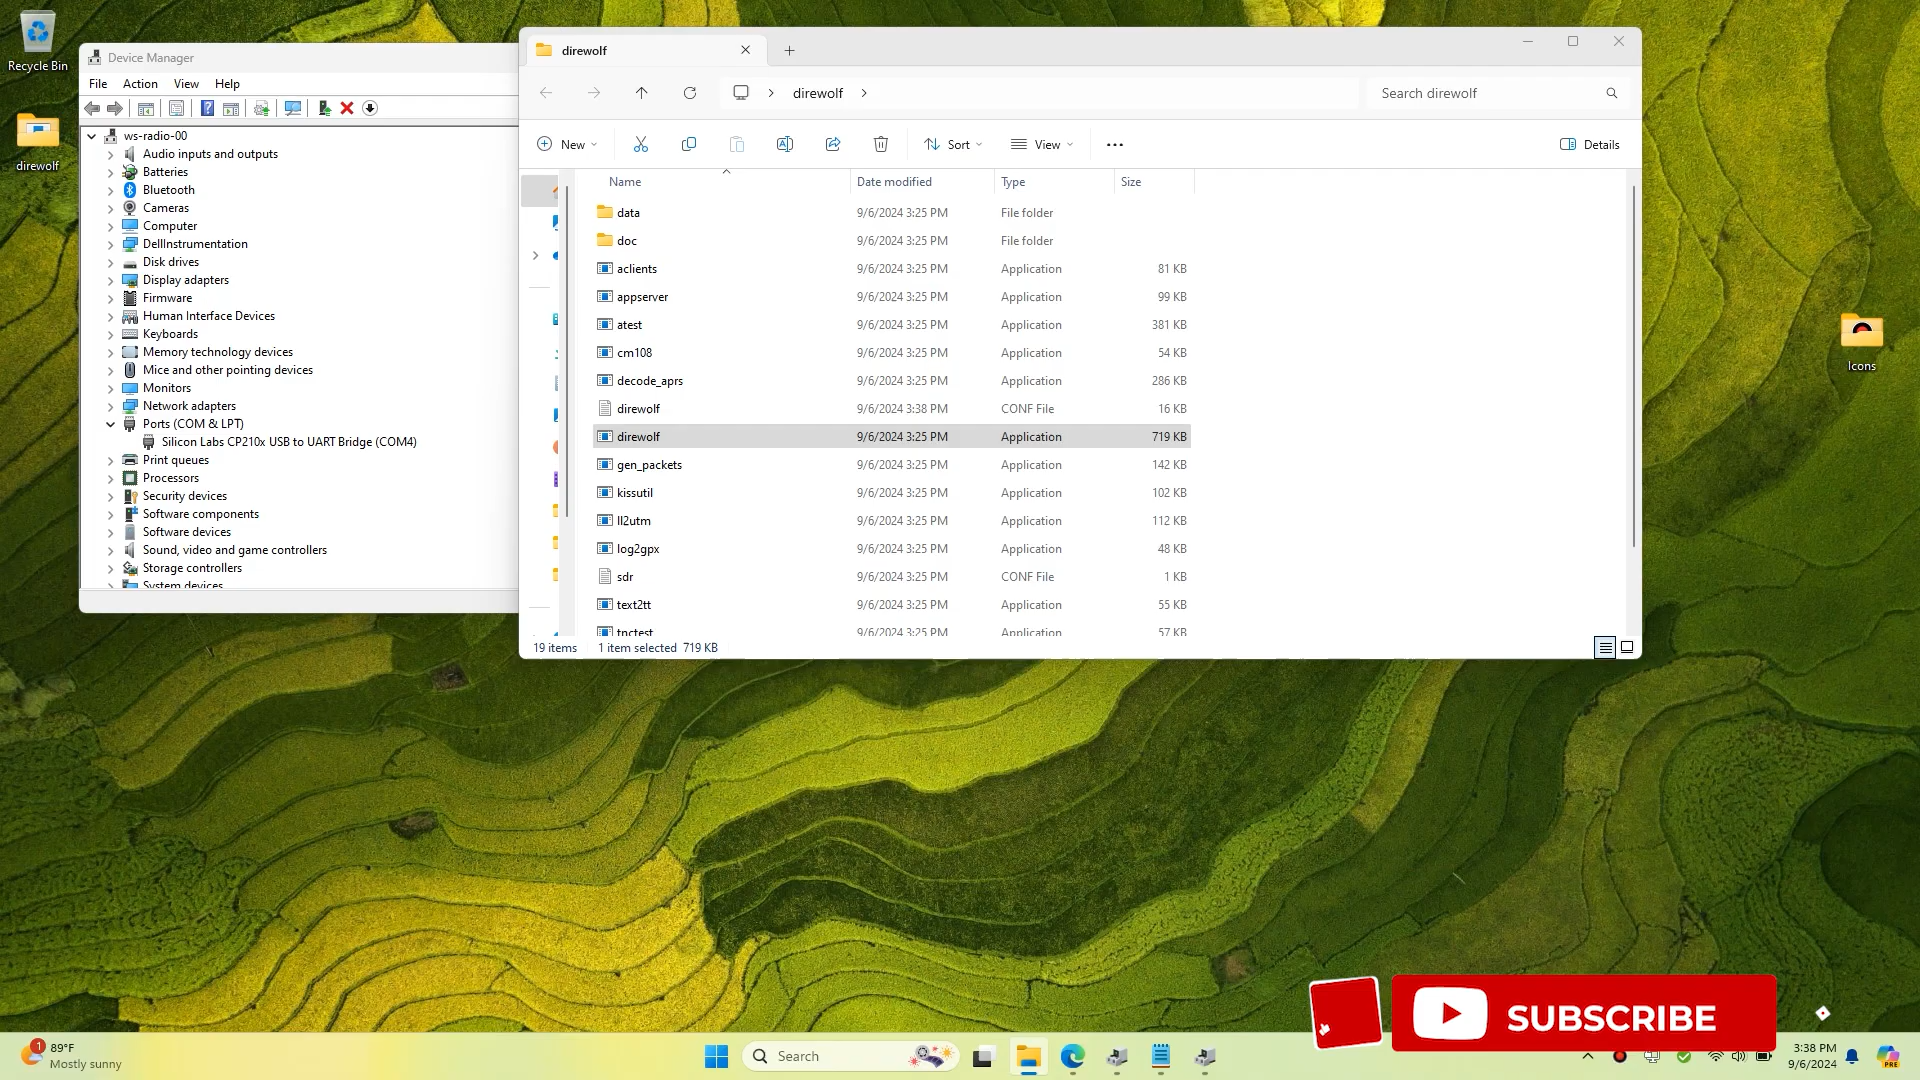 Recycle Bin
direwolf
Device Manager
File Action View Help
ws-radio-00
Audio inputs and outputs
Batteries
Bluetooth
Cameras
Computer
DellInstrumentation
Disk drives
Display adapters
Firmware
Human Interface Devices
Keyboards
Memory technology devices
Mice and other pointing devices
Monitors
Network adapters
Ports (COM & LPT)
Silicon Labs CP210x USB to UART Bridge (COM4)
Print queues
Processors
Security devices
Software components
Software devices
Sound, video and game controllers
Storage controllers
System devices
direwolf
direwolf
Search direwolf
New Sort View Details
Name Date modified Type Size
data 9/6/2024 3:25 PM File folder
doc 9/6/2024 3:25 PM File folder
aclients 9/6/2024 3:25 PM Application 81 KB
appserver 9/6/2024 3:25 PM Application 99 KB
atest 9/6/2024 3:25 PM Application 381 KB
cm108 9/6/2024 3:25 PM Application 54 KB
decode_aprs 9/6/2024 3:25 PM Application 286 KB
direwolf 9/6/2024 3:38 PM CONF File 16 KB
direwolf 9/6/2024 3:25 PM Application 719 KB
gen_packets 9/6/2024 3:25 PM Application 142 KB
kissutil 9/6/2024 3:25 PM Application 102 KB
ll2utm 9/6/2024 3:25 PM Application 112 KB
log2gpx 9/6/2024 3:25 PM Application 48 KB
sdr 9/6/2024 3:25 PM CONF File 1 KB
text2tt 9/6/2024 3:25 PM Application 55 KB
tnctest 9/6/2024 3:25 PM Application 57 KB
19 items 1 item selected 719 KB
Icons
SUBSCRIBE
1
89°F
Mostly sunny
Search
3:38 PM
9/6/2024
PRE